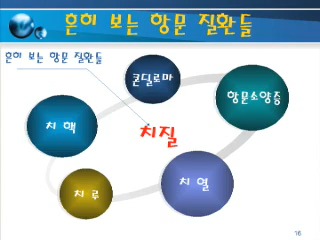 흔히 보는 항문 질환들
흔히 보는 항문 질환들
콘딜로마
항문소양증
치 핵
치질
치 열
치 루
16